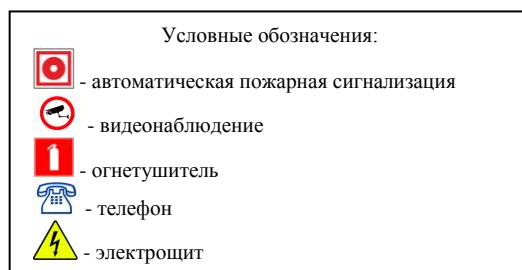 Условные обозначения:
- автоматическая пожарная сигнализация
- видеонаблюдение
- огнетушитель
- телефон
- электрощит